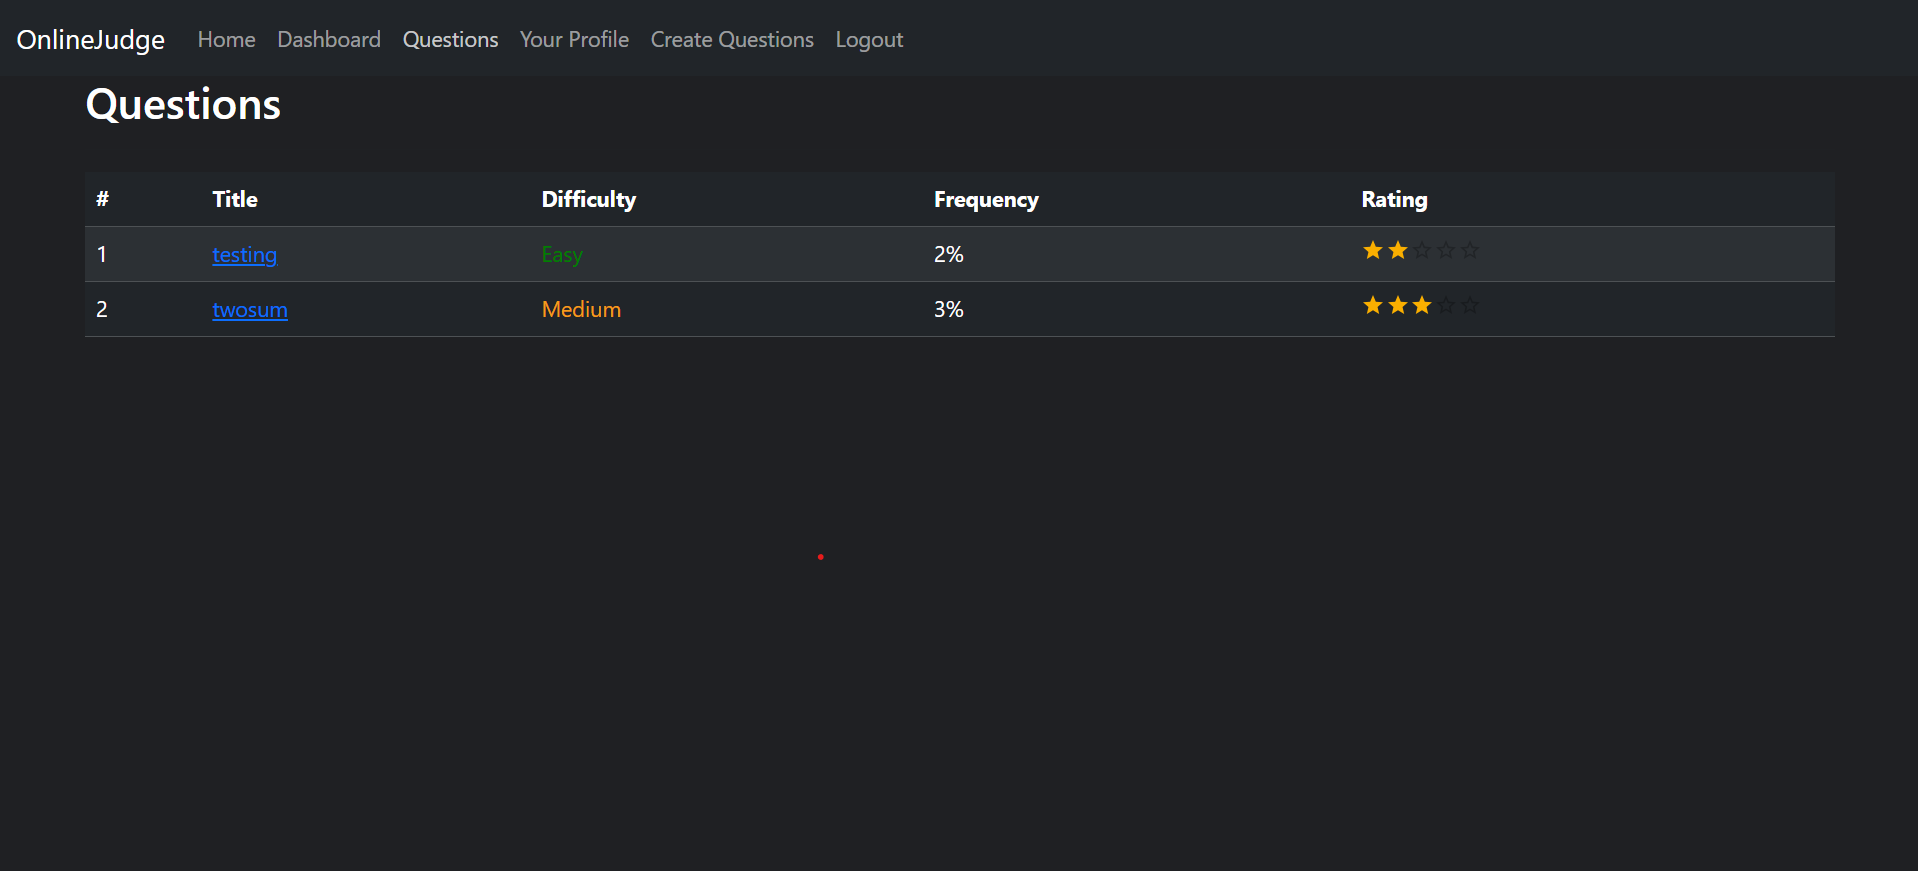 OnlineJudge Home Dashboard Questions Your Profile Create Questions Logout
Questions
# Title Difficulty Frequency Rating
1 testing Easy 2%
2 twosum Medium 3%